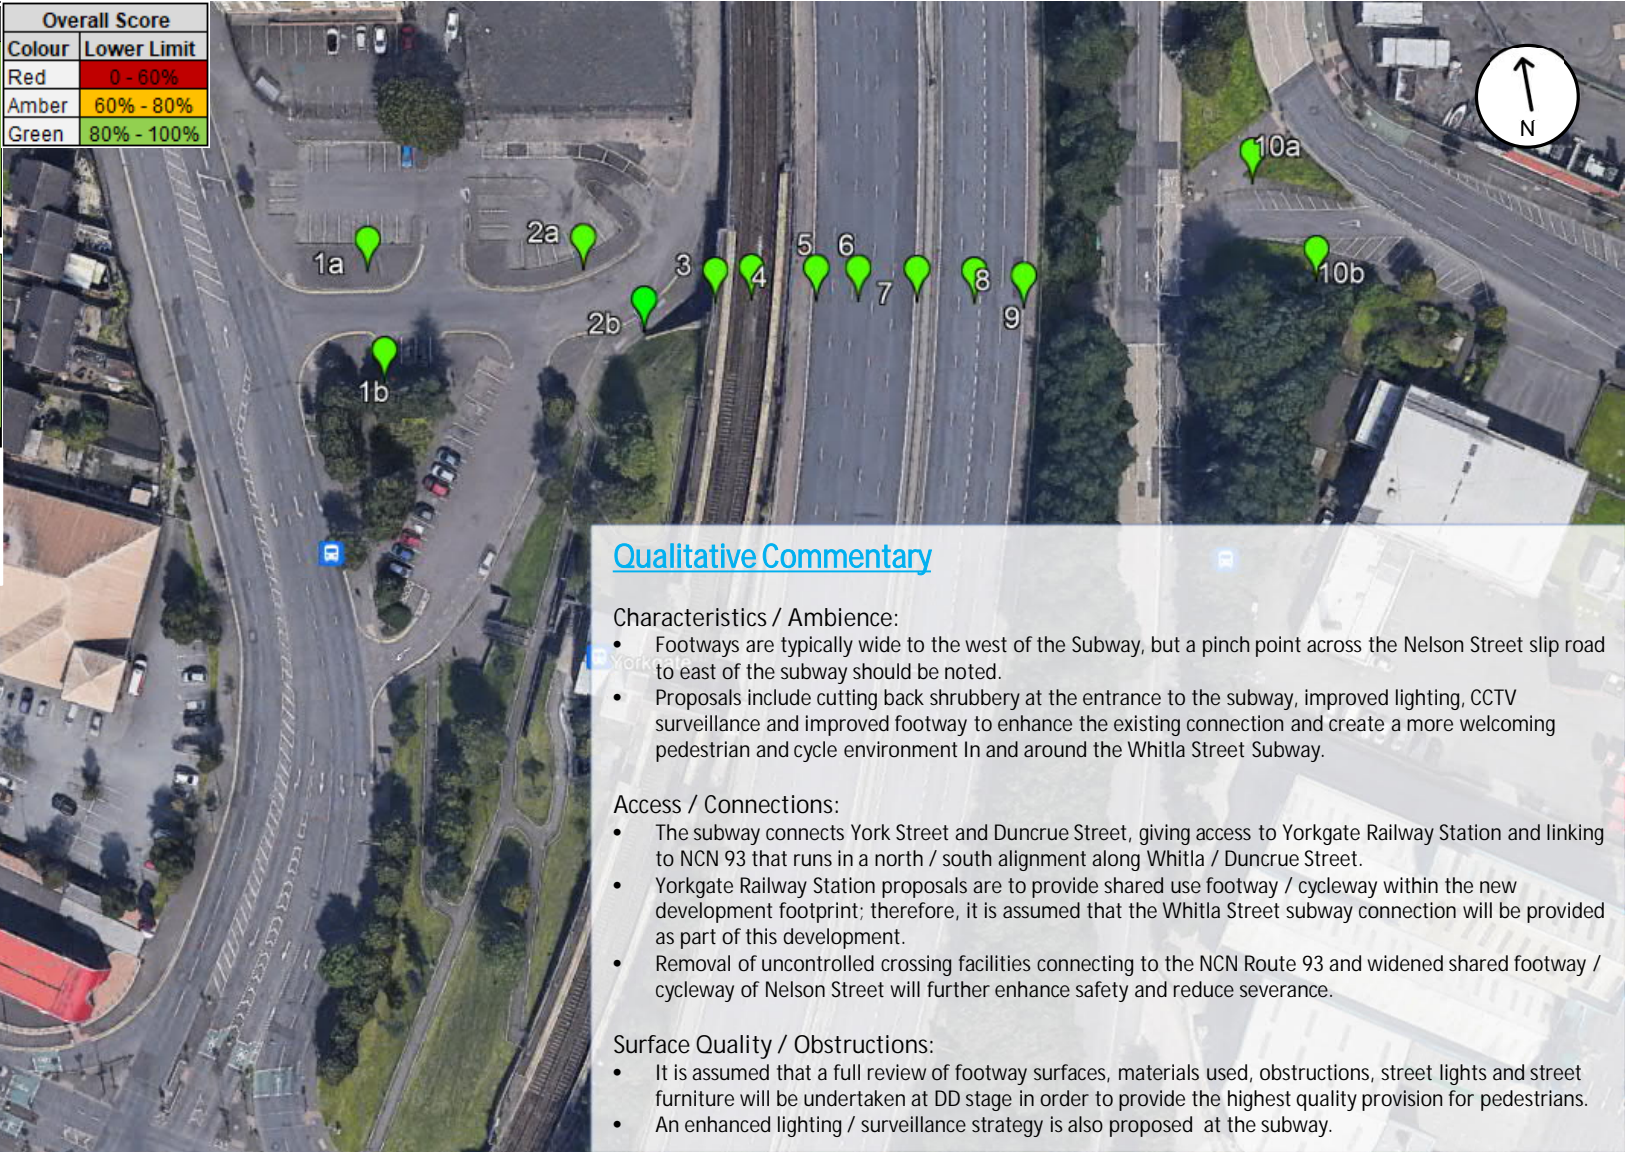 Overall Score
Colour Lower Limit
Red 0 - 60%
Amber 60% - 80%
Green 80% - 100%
N
10a
2a
1a
3
4
5
6
7
8
9
10b
2b
1b
Yorkgate
Qualitative Commentary
Characteristics / Ambience:
• Footways are typically wide to the west of the Subway, but a pinch point across the Nelson Street slip road
to east of the subway should be noted.
• Proposals include cutting back shrubbery at the entrance to the subway, improved lighting, CCTV
surveillance and improved footway to enhance the existing connection and create a more welcoming
pedestrian and cycle environment In and around the Whitla Street Subway.
Access / Connections:
• The subway connects York Street and Duncrue Street, giving access to Yorkgate Railway Station and linking
to NCN 93 that runs in a north / south alignment along Whitla / Duncrue Street.
• Yorkgate Railway Station proposals are to provide shared use footway / cycleway within the new
development footprint; therefore, it is assumed that the Whitla Street subway connection will be provided
as part of this development.
• Removal of uncontrolled crossing facilities connecting to the NCN Route 93 and widened shared footway /
cycleway of Nelson Street will further enhance safety and reduce severance.
Surface Quality / Obstructions:
• It is assumed that a full review of footway surfaces, materials used, obstructions, street lights and street
furniture will be undertaken at DD stage in order to provide the highest quality provision for pedestrians.
• An enhanced lighting / surveillance strategy is also proposed at the subway.